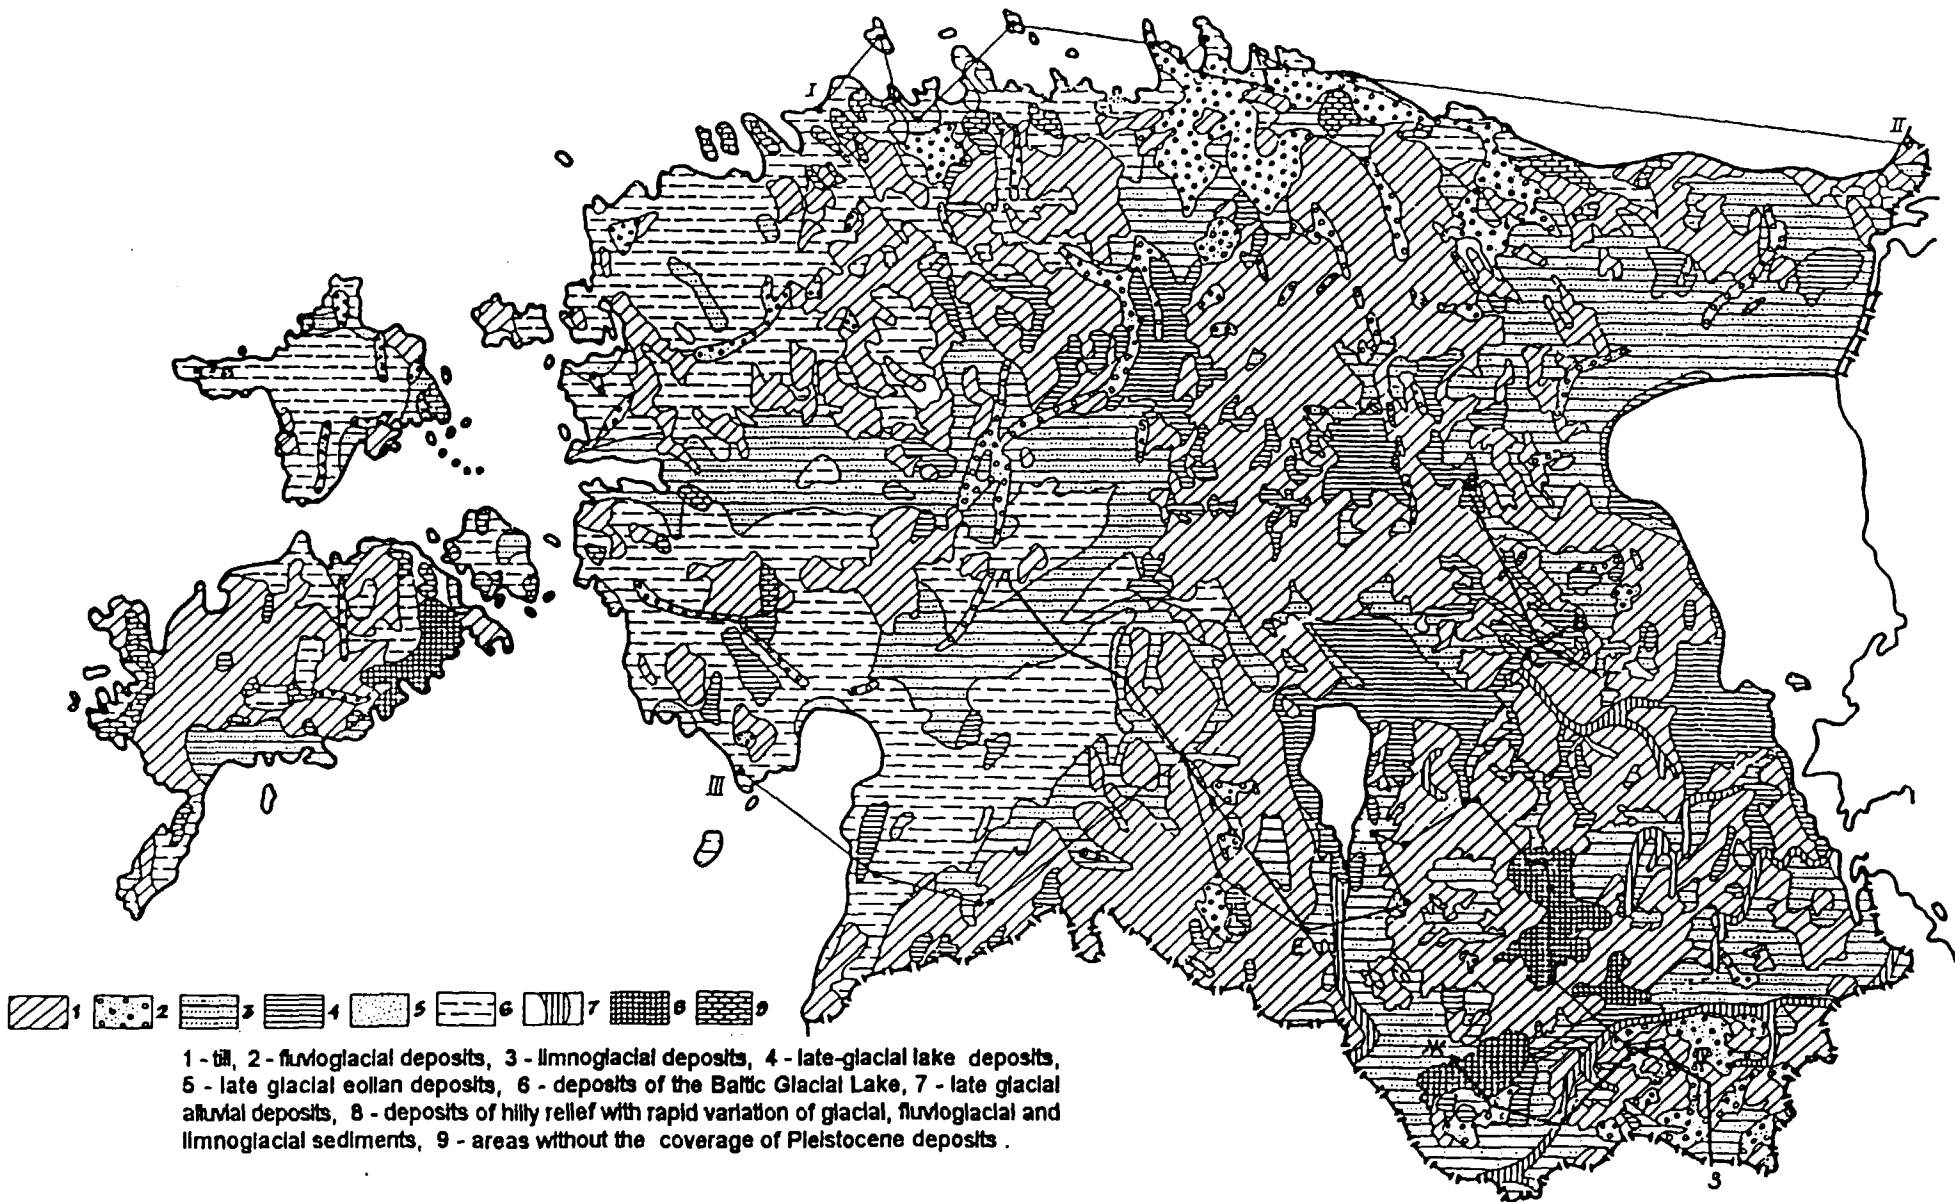 I
II
III
E
Ж
Ф
З
1 2 3 4 5 6 7 8 9
1 - till, 2 - fluvioglacial deposits, 3 - limnoglacial deposits, 4 - late-glacial lake deposits,
5 - late glacial eolian deposits, 6 - deposits of the Baltic Glacial Lake, 7 - late glacial
alluvial deposits, 8 - deposits of hilly relief with rapid variation of glacial, fluvioglacial and
limnoglacial sediments, 9 - areas without the coverage of Pleistocene deposits .